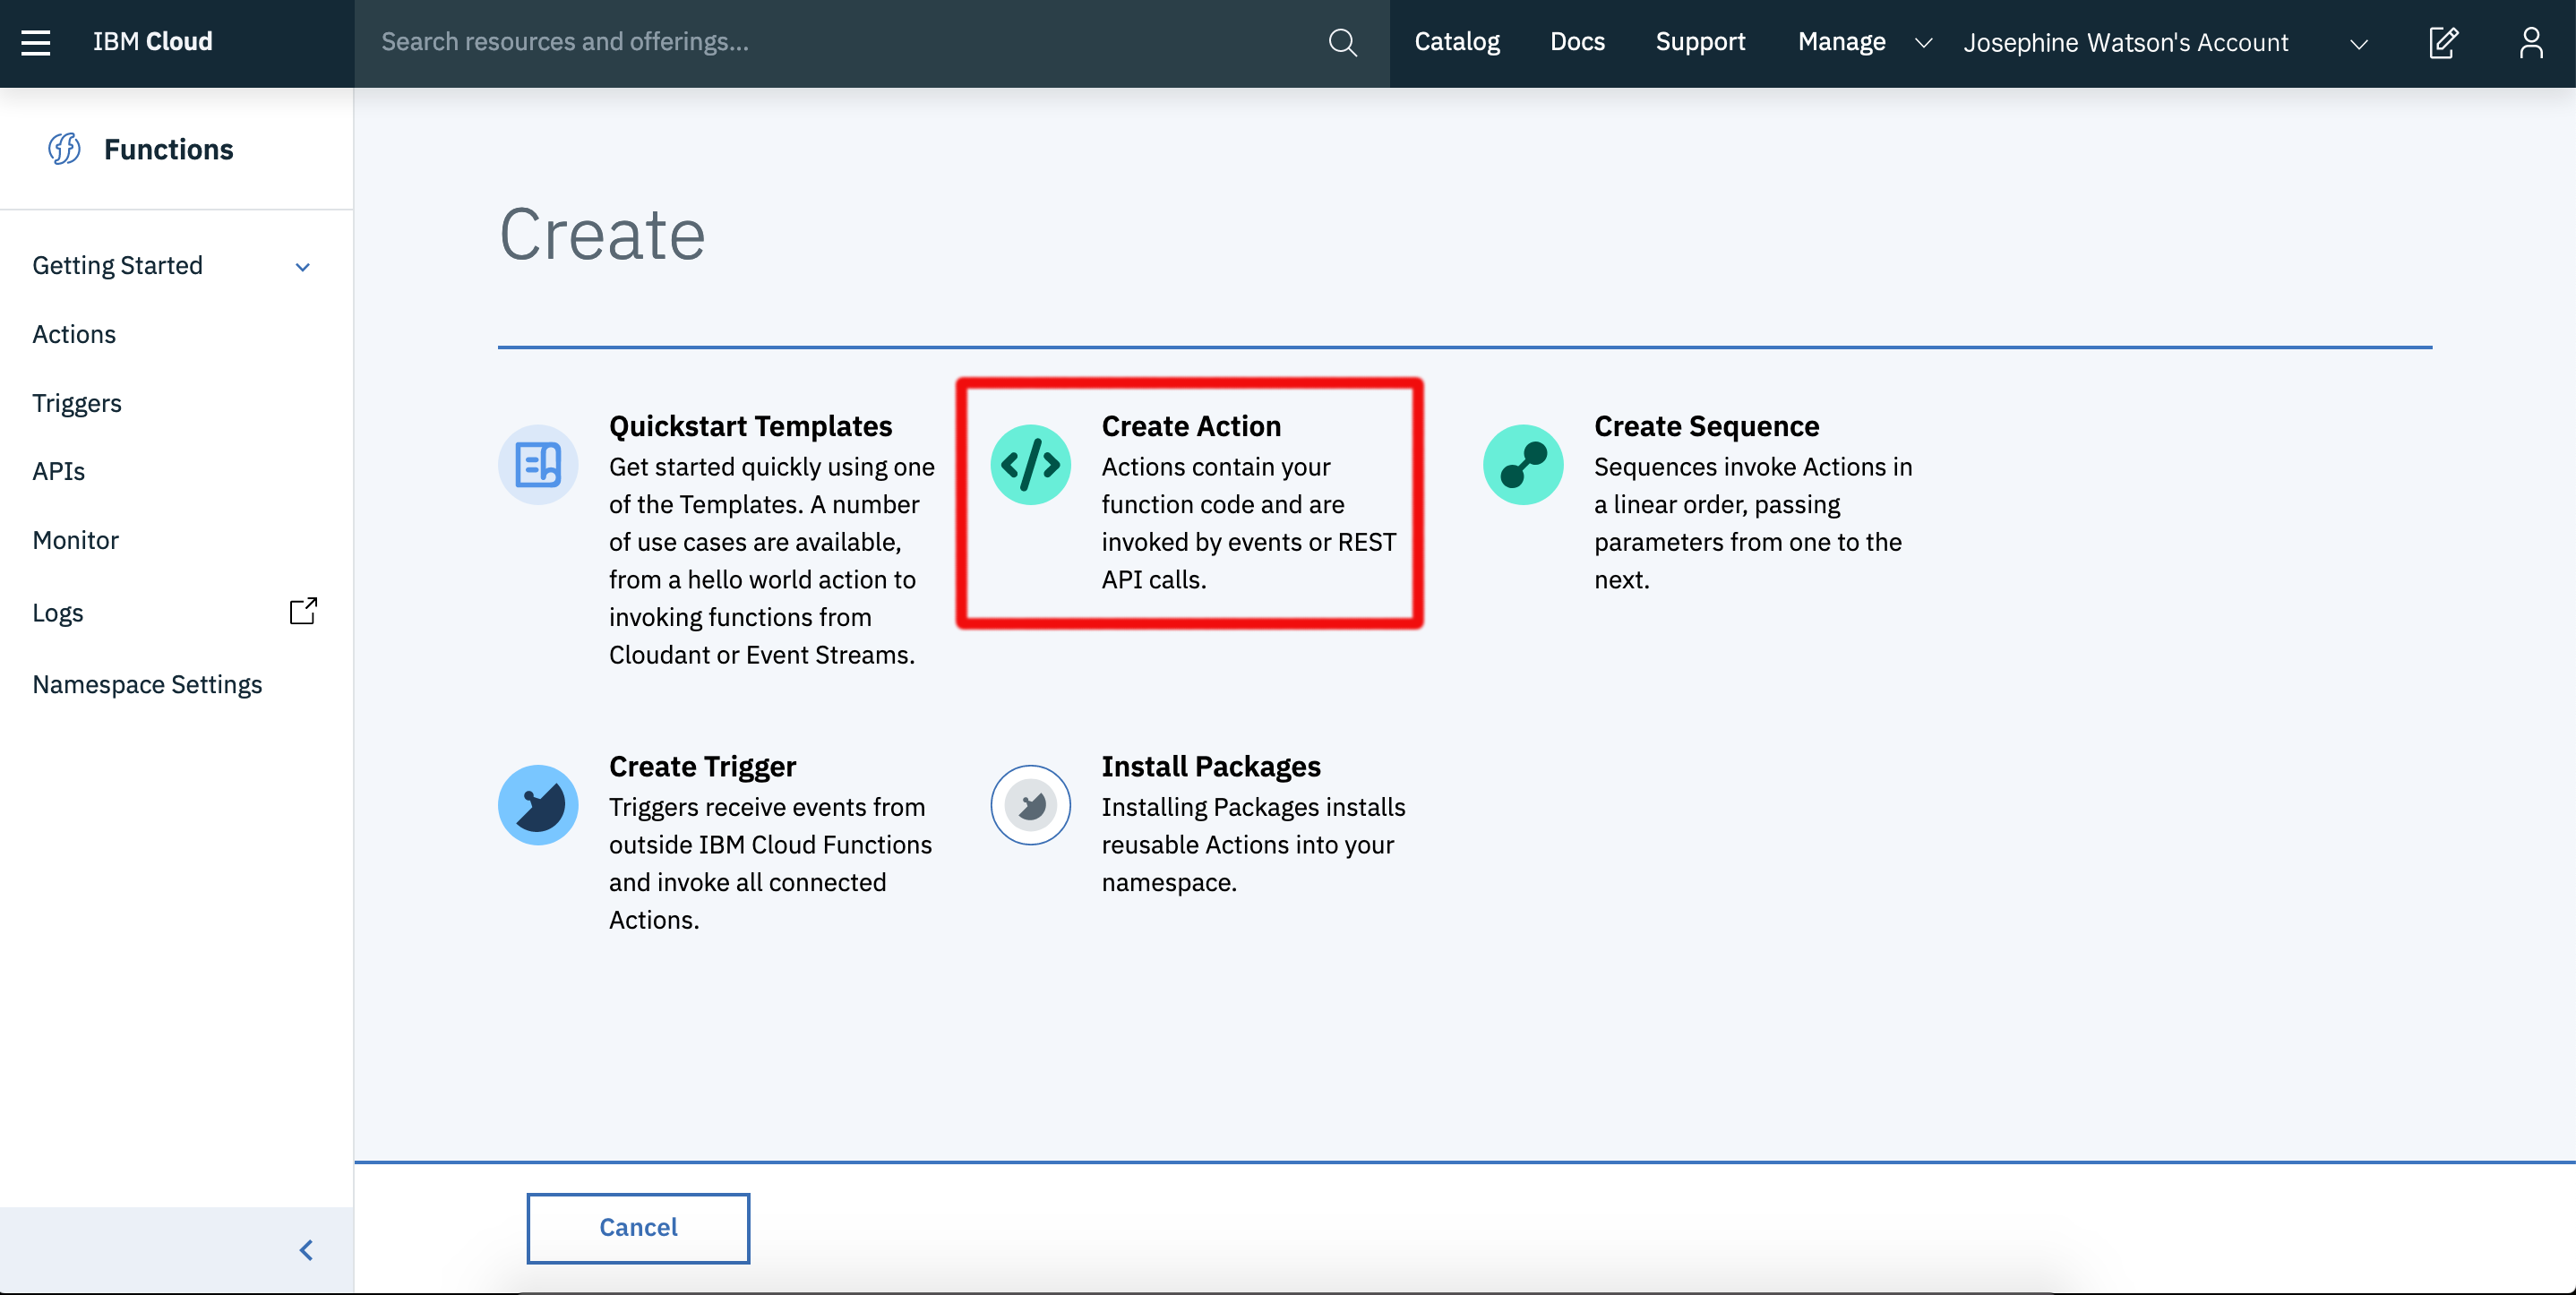 IBM Cloud
Search resources and offerings...
Catalog
Docs
Support
Manage
Josephine Watson's Account
Functions
Getting Started
Actions
Triggers
APIs
Monitor
Logs
Namespace Settings
Create
Quickstart Templates
Get started quickly using one
of the Templates. A number
of use cases are available,
from a hello world action to
invoking functions from
Cloudant or Event Streams.
Create Action
Actions contain your
function code and are
invoked by events or REST
API calls.
Create Sequence
Sequences invoke Actions in
a linear order, passing
parameters from one to the
next.
Create Trigger
Triggers receive events from
outside IBM Cloud Functions
and invoke all connected
Actions.
Install Packages
Installing Packages installs
reusable Actions into your
namespace.
Cancel